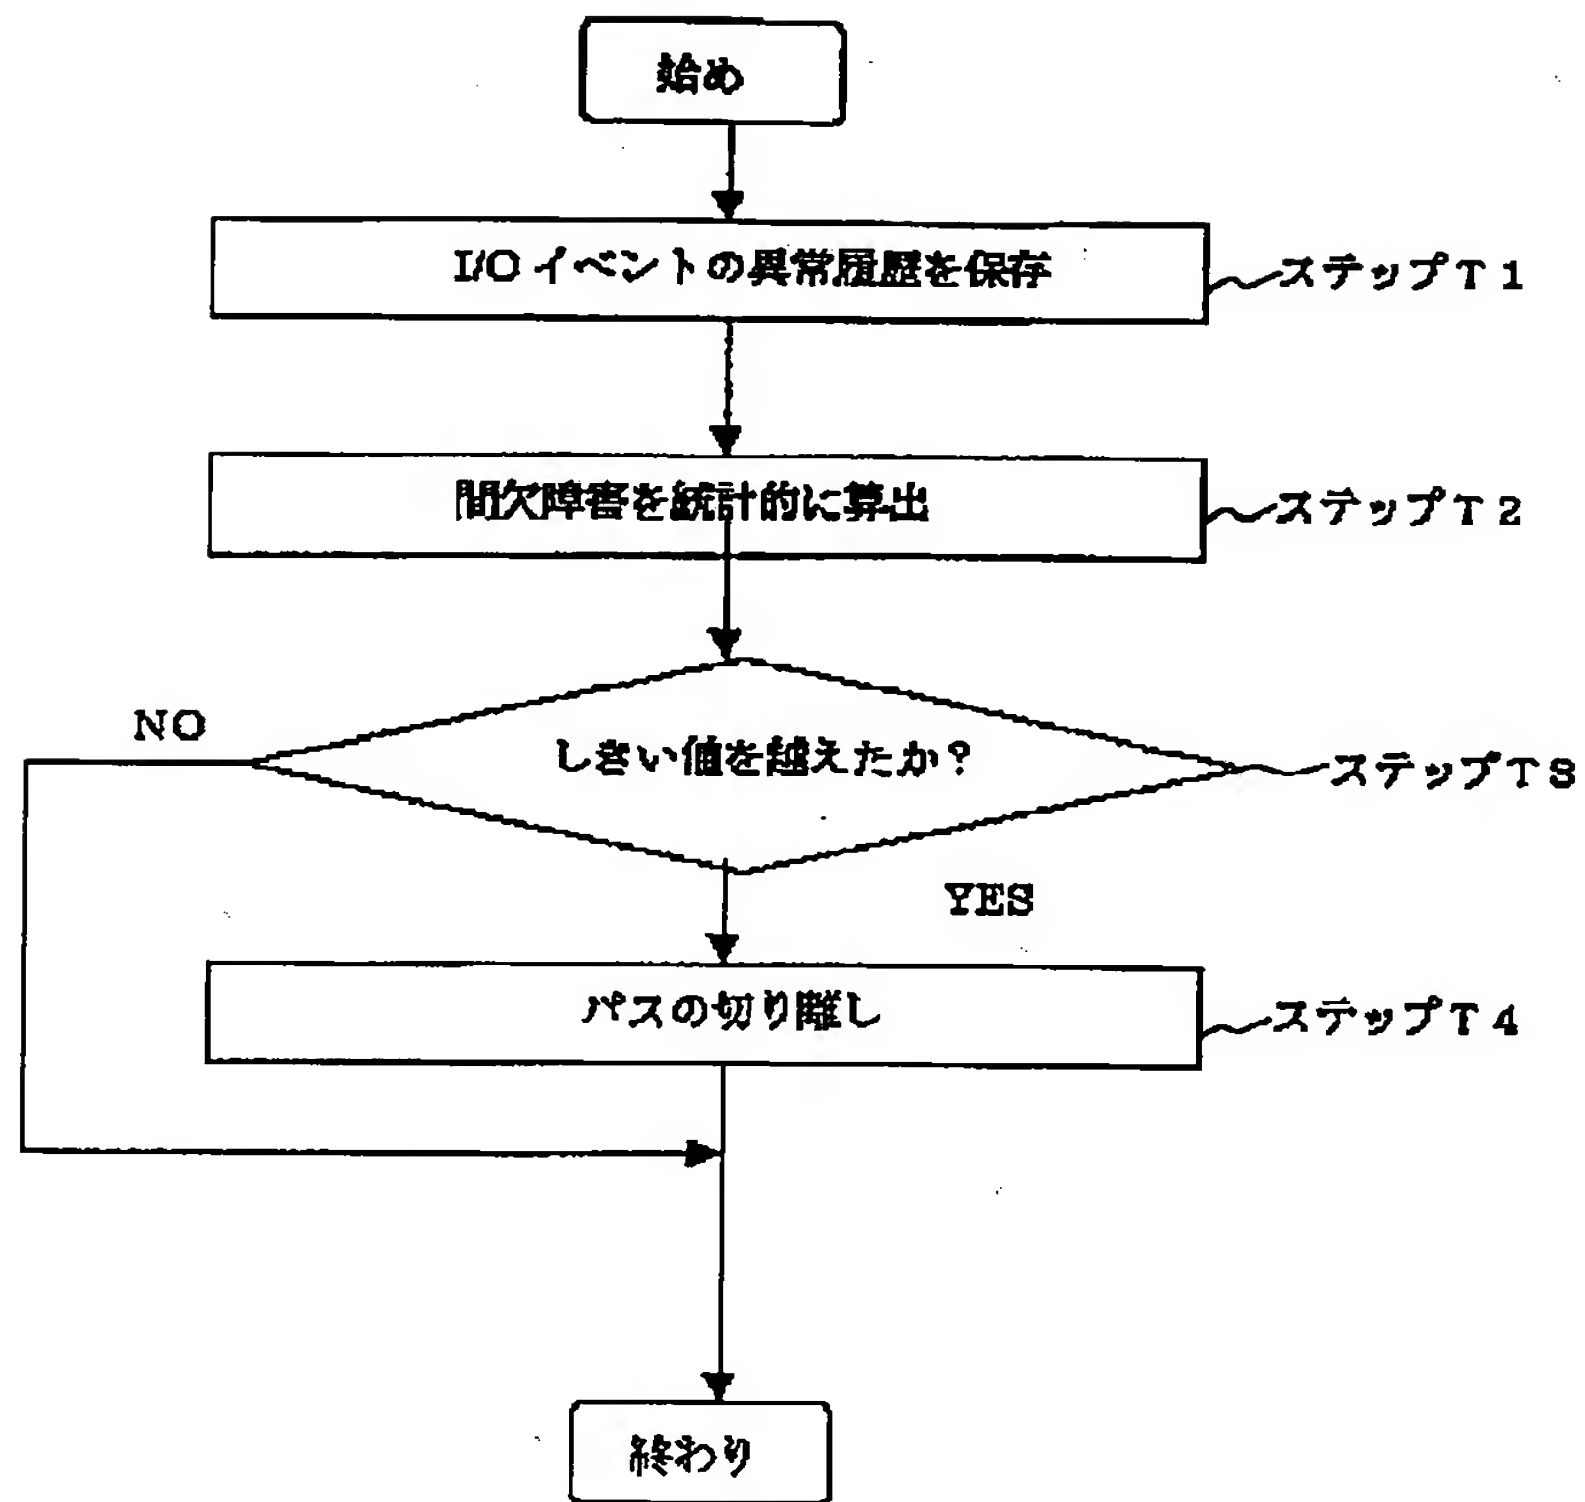 始め
I/O イベントの異常履歴を保存
ステップT1
間欠障害を統計的に算出
ステップT2
NO
しきい値を越えたか?
ステップT3
YES
パスの切り離し
ステップT4
終わり